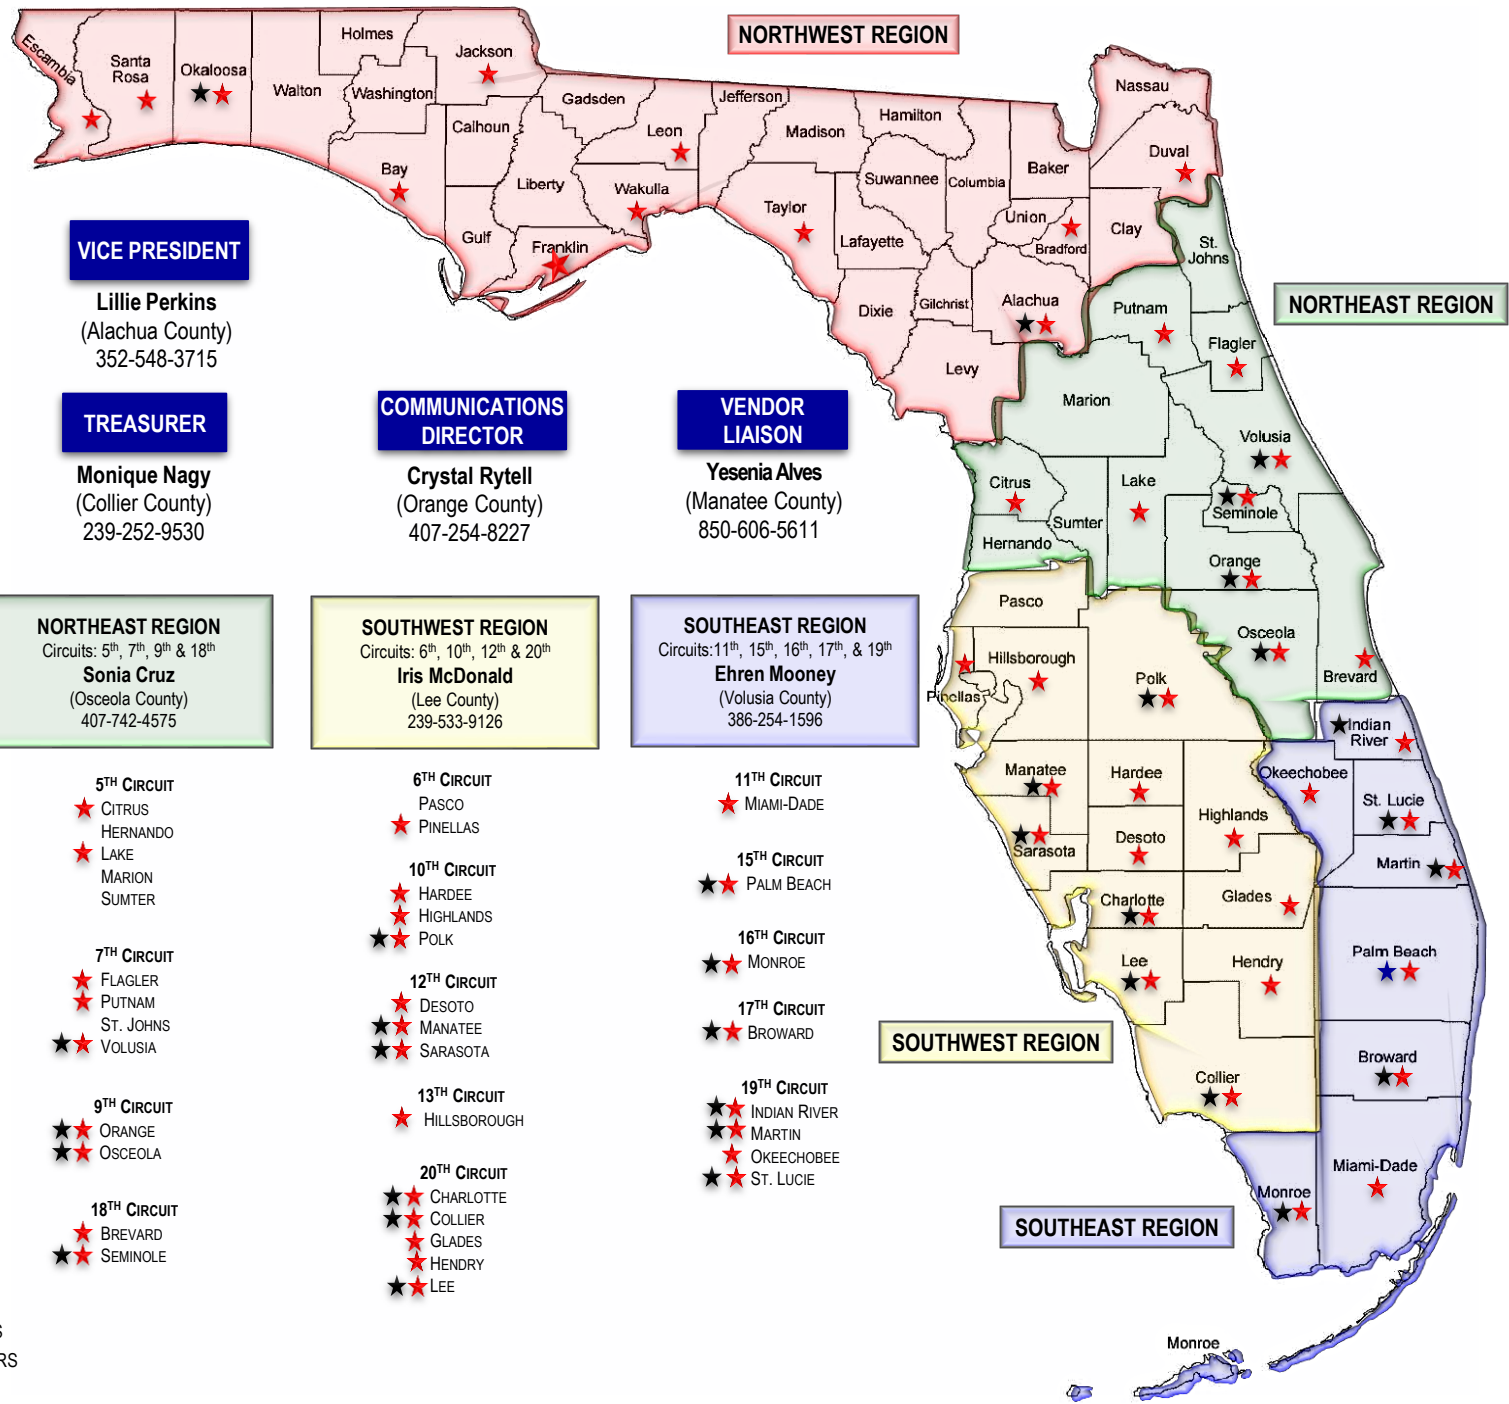 NORTHWEST REGION
Escambia
Santa
Rosa
Okaloosa
Walton
Holmes
Washington
Jackson
Calhoun
Bay
Gulf
Gadsden
Liberty
Franklin
Leon
Wakulla
Jefferson
Madison
Taylor
Hamilton
Suwannee
Lafayette
Dixie
Columbia
Gilchrist
Levy
Baker
Union
Bradford
Alachua
Nassau
Duval
Clay
NORTHEAST REGION
St.
Johns
Putnam
Flagler
Marion
Volusia
Citrus
Sumter
Hernando
Lake
Seminole
Orange
Osceola
Brevard
Pasco
Hillsborough
Pinellas
Polk
Manatee
Hardee
Highlands
Sarasota
Desoto
Charlotte
Glades
Lee
Hendry
Collier
SOUTHWEST REGION
Indian
River
Okeechobee
St. Lucie
Martin
Palm Beach
Broward
Miami-Dade
Monroe
SOUTHEAST REGION
Monroe
VICE PRESIDENT
Lillie Perkins
(Alachua County)
352-548-3715
TREASURER
Monique Nagy
(Collier County)
239-252-9530
COMMUNICATIONS
DIRECTOR
Crystal Rytell
(Orange County)
407-254-8227
VENDOR
LIAISON
Yesenia Alves
(Manatee County)
850-606-5611
NORTHEAST REGION
Circuits: 5th, 7th, 9th & 18th
Sonia Cruz
(Osceola County)
407-742-4575
5TH CIRCUIT
CITRUS
HERNANDO
LAKE
MARION
SUMTER
7TH CIRCUIT
FLAGLER
PUTNAM
ST. JOHNS
VOLUSIA
9TH CIRCUIT
ORANGE
OSCEOLA
18TH CIRCUIT
BREVARD
SEMINOLE
SOUTHWEST REGION
Circuits: 6th, 10th, 12th & 20th
Iris McDonald
(Lee County)
239-533-9126
6TH CIRCUIT
PASCO
PINELLAS
10TH CIRCUIT
HARDEE
HIGHLANDS
POLK
12TH CIRCUIT
DESOTO
MANATEE
SARASOTA
13TH CIRCUIT
HILLSBOROUGH
20TH CIRCUIT
CHARLOTTE
COLLIER
GLADES
HENDRY
LEE
SOUTHEAST REGION
Circuits:11th, 15th, 16th, 17th, & 19th
Ehren Mooney
(Volusia County)
386-254-1596
11TH CIRCUIT
MIAMI-DADE
15TH CIRCUIT
PALM BEACH
16TH CIRCUIT
MONROE
17TH CIRCUIT
BROWARD
19TH CIRCUIT
INDIAN RIVER
MARTIN
OKEECHOBEE
ST. LUCIE
S
RS